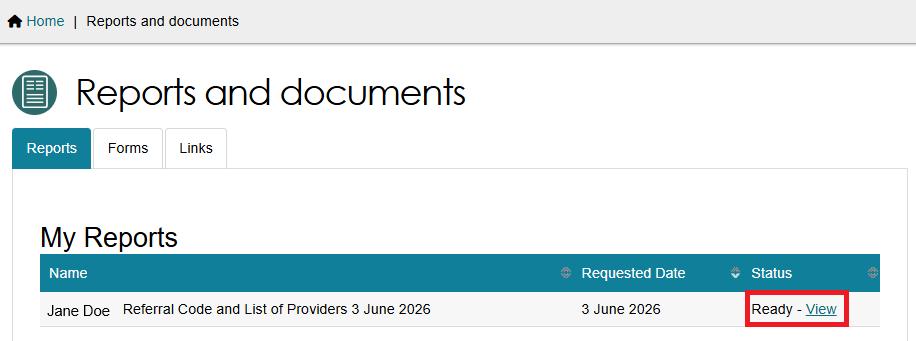 Home | Reports and documents
Reports and documents
Reports Forms Links
My Reports
Name Requested Date Status
Jane Doe Referral Code and List of Providers 3 June 2026 3 June 2026 Ready - View